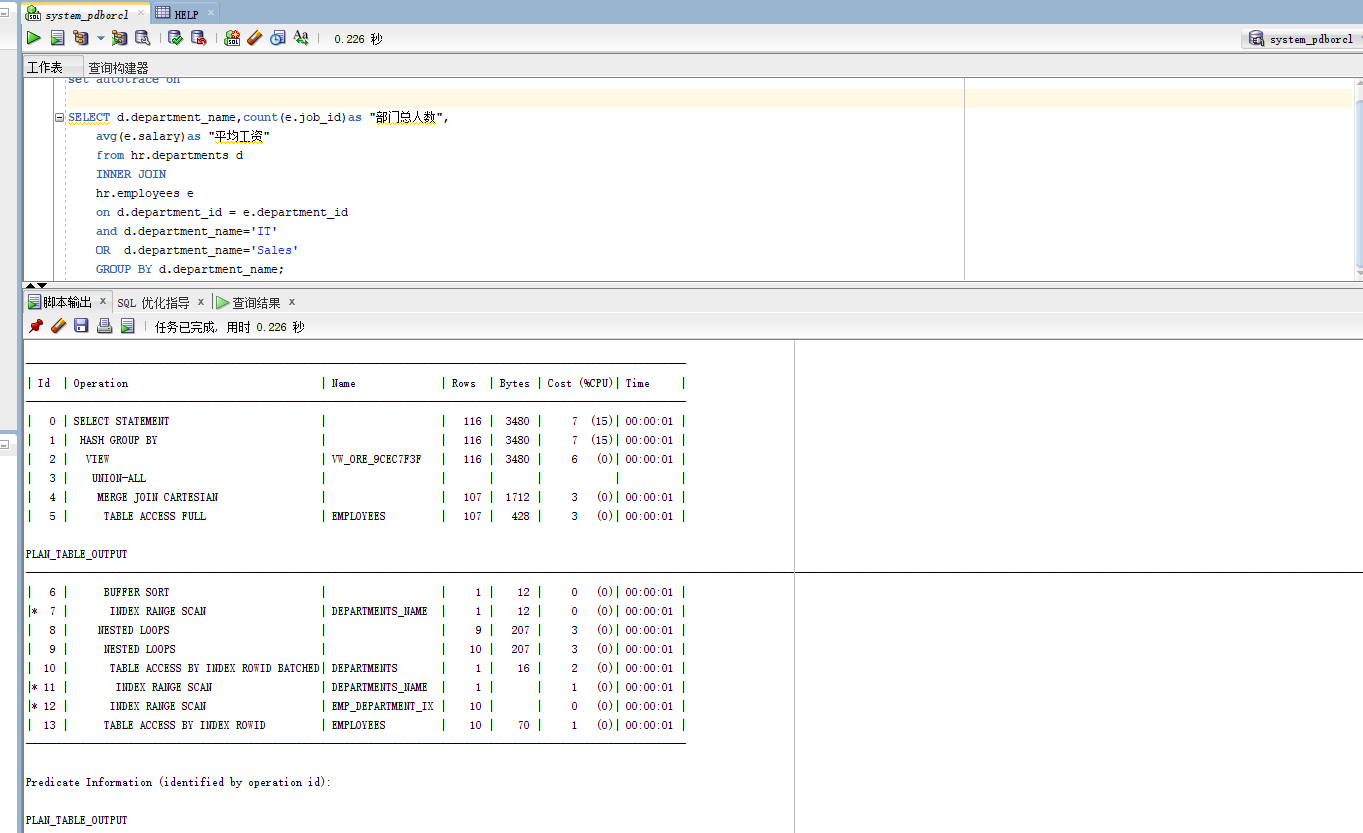 system_pdborcl HELP
0.226 秒 system_pdborcl
工作表 查询构建器
set autotrace on
SELECT d.department_name,count(e.job_id)as "部门总人数",
avg(e.salary)as "平均工资"
from hr.departments d
INNER JOIN
hr.employees e
on d.department_id = e.department_id
and d.department_name='IT'
OR d.department_name='Sales'
GROUP BY d.department_name;
脚本输出 x SQL 优化指导 x 查询结果 x
任务已完成, 用时 0.226 秒
| Id | Operation | Name | Rows | Bytes | Cost (%CPU)| Time |
| 0 | SELECT STATEMENT | | 116 | 3480 | 7 (15)| 00:00:01 |
| 1 | HASH GROUP BY | | 116 | 3480 | 7 (15)| 00:00:01 |
| 2 | VIEW | VW_ORE_9CEC7F3F | 116 | 3480 | 6 (0)| 00:00:01 |
| 3 | UNION-ALL | | | | | |
| 4 | MERGE JOIN CARTESIAN | | 107 | 1712 | 3 (0)| 00:00:01 |
| 5 | TABLE ACCESS FULL | EMPLOYEES | 107 | 428 | 3 (0)| 00:00:01 |
PLAN_TABLE_OUTPUT
| 6 | BUFFER SORT | | 1 | 12 | 0 (0)| 00:00:01 |
|* 7 | INDEX RANGE SCAN | DEPARTMENTS_NAME | 1 | 12 | 0 (0)| 00:00:01 |
| 8 | NESTED LOOPS | | 9 | 207 | 3 (0)| 00:00:01 |
| 9 | NESTED LOOPS | | 10 | 207 | 3 (0)| 00:00:01 |
| 10 | TABLE ACCESS BY INDEX ROWID BATCHED| DEPARTMENTS | 1 | 16 | 2 (0)| 00:00:01 |
|* 11 | INDEX RANGE SCAN | DEPARTMENTS_NAME | 1 | | 1 (0)| 00:00:01 |
|* 12 | INDEX RANGE SCAN | EMP_DEPARTMENT_IX | 10 | | 0 (0)| 00:00:01 |
| 13 | TABLE ACCESS BY INDEX ROWID | EMPLOYEES | 10 | 70 | 1 (0)| 00:00:01 |
Predicate Information (identified by operation id):
PLAN_TABLE_OUTPUT